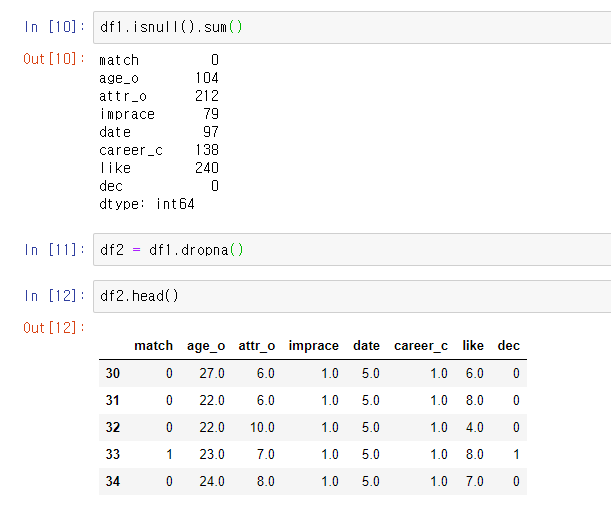 In [10]: df1.isnull().sum()
Out[10]: match 0
age_o 104
attr_o 212
imprace 79
date 97
career_c 138
like 240
dec 0
dtype: int64
In [11]: df2 = df1.dropna()
In [12]: df2.head()
Out[12]:
match age_o attr_o imprace date career_c like dec
30 0 27.0 6.0 1.0 5.0 1.0 6.0 0
31 0 22.0 6.0 1.0 5.0 1.0 8.0 0
32 0 22.0 10.0 1.0 5.0 1.0 4.0 0
33 1 23.0 7.0 1.0 5.0 1.0 8.0 1
34 0 24.0 8.0 1.0 5.0 1.0 7.0 0